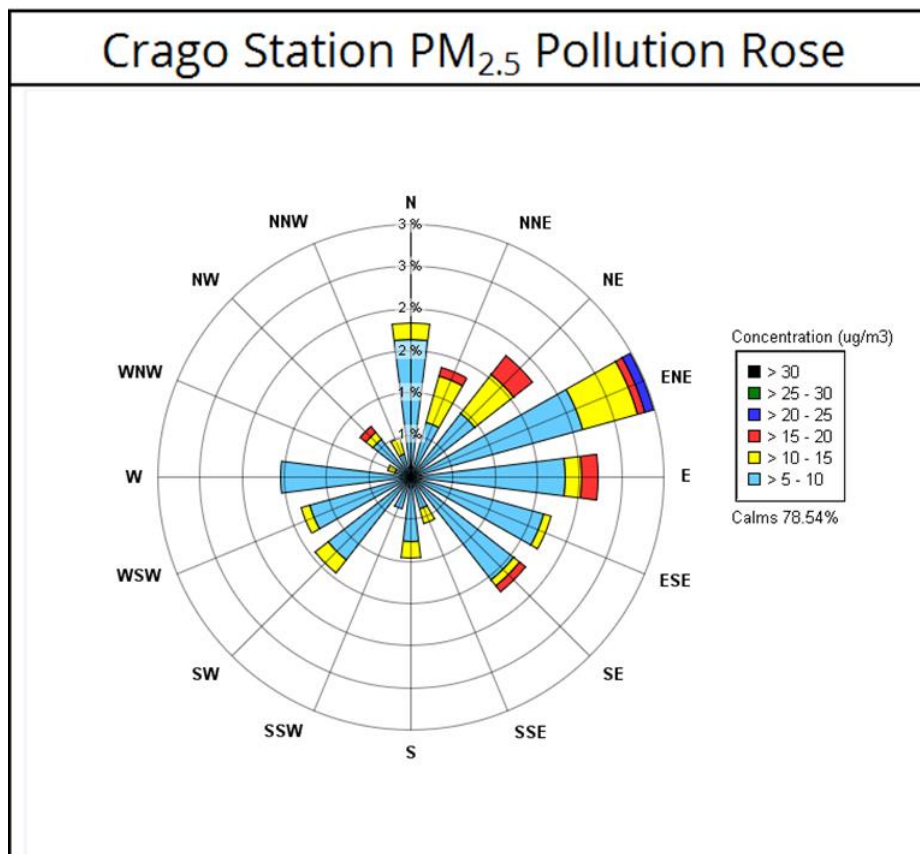 Crago Station PM2.5 Pollution Rose
N
NNW
NNE
3 %
NW
NE
3 %
2 %
Concentration (ug/m3)
2 %
> 30
WNW
ENE
> 25 - 30
1 %
> 20 - 25
> 15 - 20
1 %
> 10 - 15
W
E
> 5 - 10
Calms 78.54%
WSW
ESE
SW
SE
SSW
SSE
S